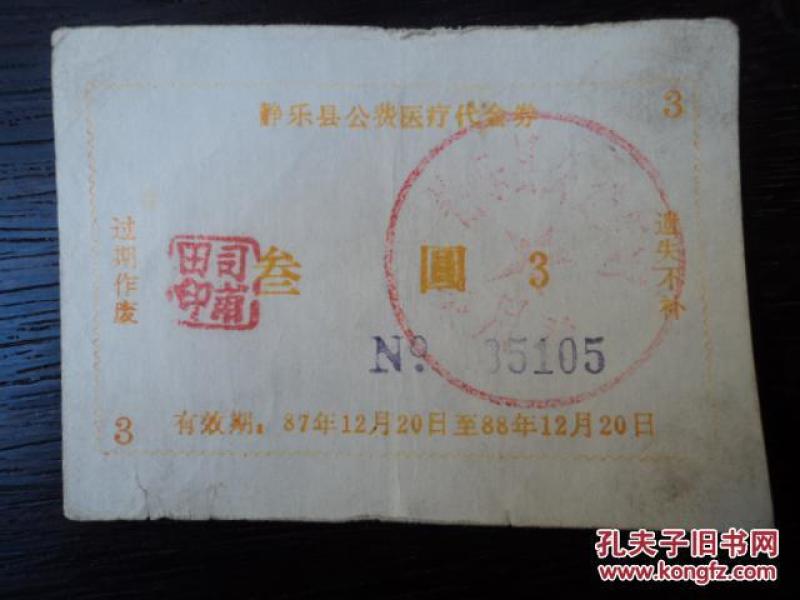 静乐县公费医疗代金券
3
过期作废
叁 圆 3
遗失不补
司
田
印
Nº 35105
3
有效期：87年12月20日至88年12月20日
孔夫子旧书网
www.kongfz.com